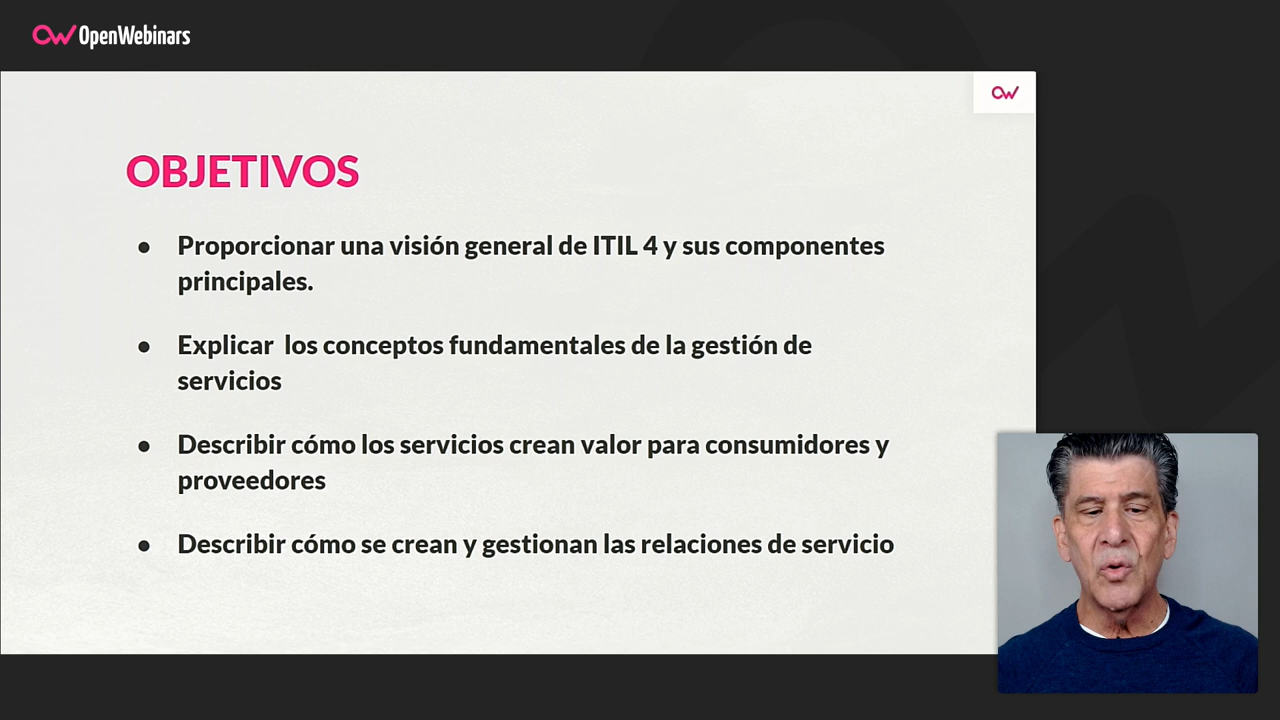 OpenWebinars
OBJETIVOS
● Proporcionar una visión general de ITIL 4 y sus componentes
principales.
● Explicar  los conceptos fundamentales de la gestión de
servicios
● Describir cómo los servicios crean valor para consumidores y
proveedores
● Describir cómo se crean y gestionan las relaciones de servicio